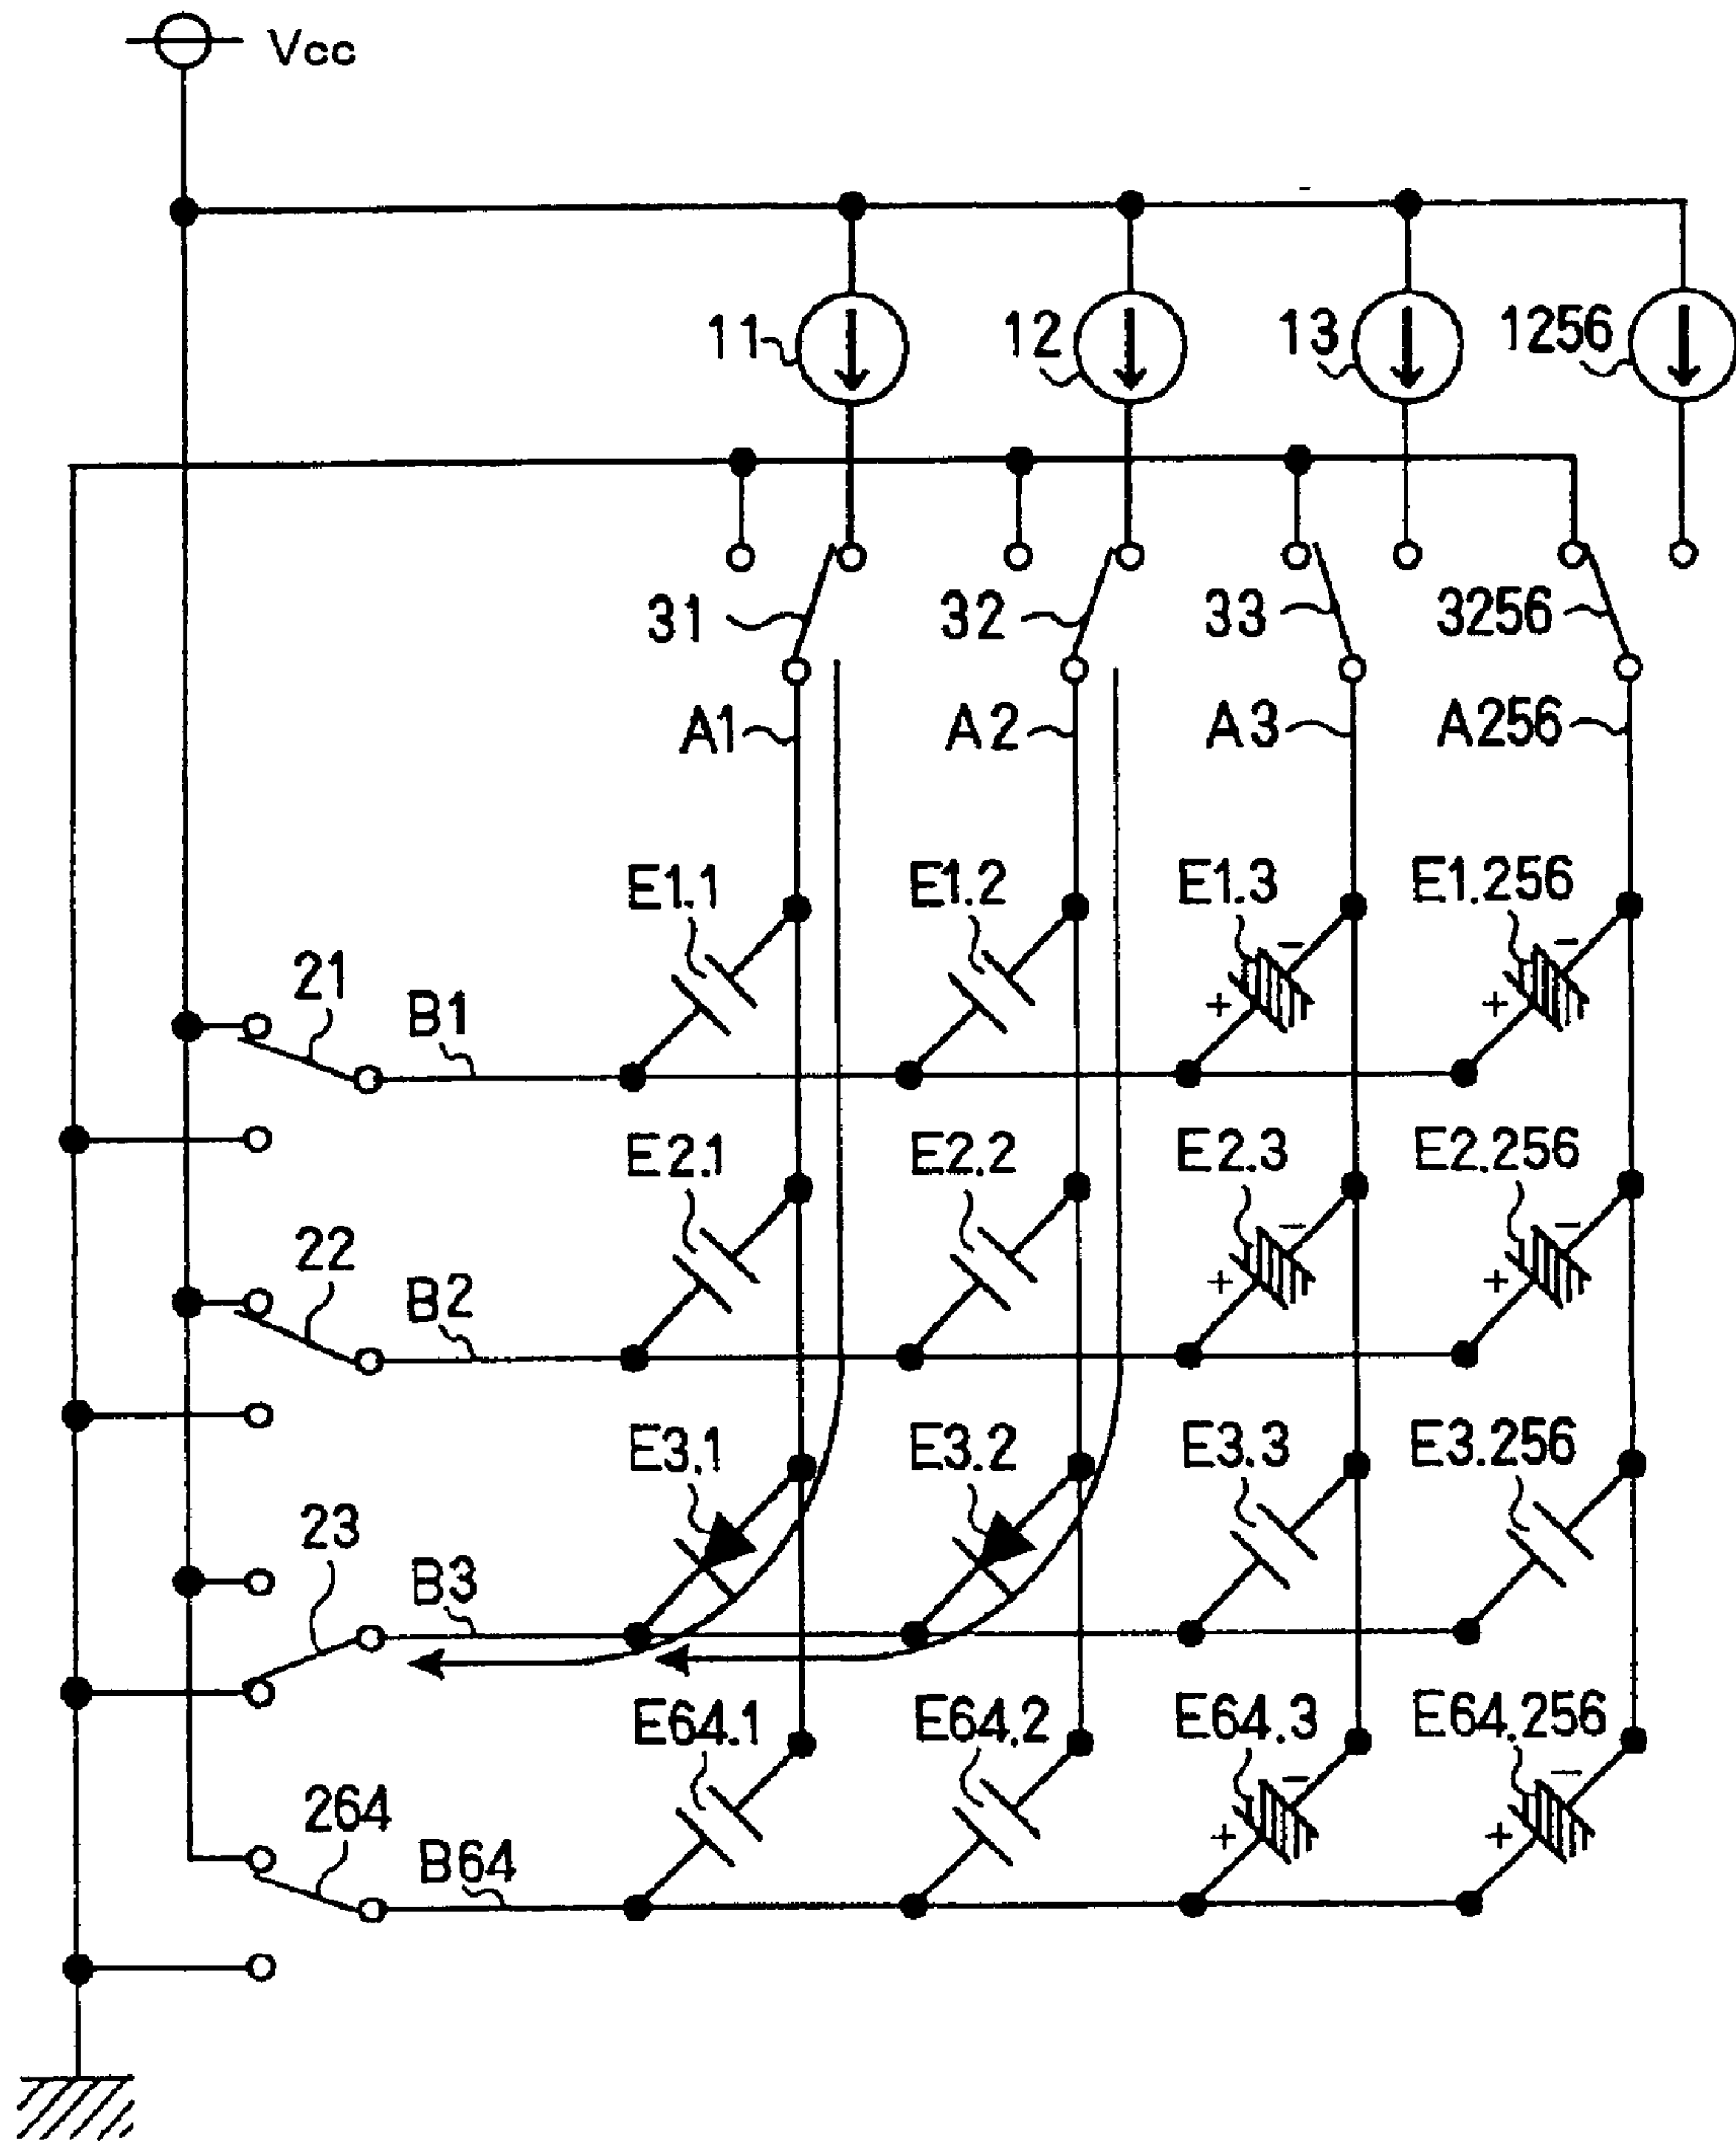 Vcc
11 12 13 1256
31 32 33 3256
A1 A2 A3 A256
E1.1 E1.2 E1.3 E1.256
21 B1
- -
+ +
E2.1 E2.2 E2.3 E2.256
22 B2
- -
+ +
E3.1 E3.2 E3.3 E3.256
23 B3
E64.1 E64.2 E64.3 E64.256
264 B64
- -
+ +